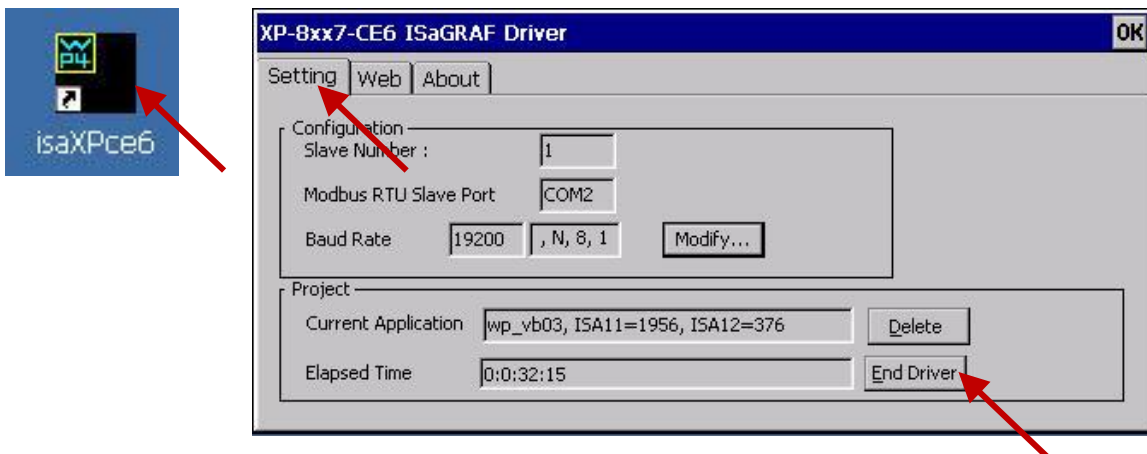 isaXPce6
XP-8xx7-CE6 ISaGRAF Driver OK
Setting Web About
Configuration
Slave Number : 1
Modbus RTU Slave Port COM2
Baud Rate 19200 , N, 8, 1 Modify...
Project
Current Application wp_vb03, ISA11=1956, ISA12=376 Delete
Elapsed Time 0:0:32:15 End Driver